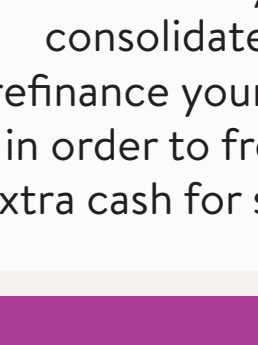 consolidate
refinance your
in order to fr
xtra cash for s